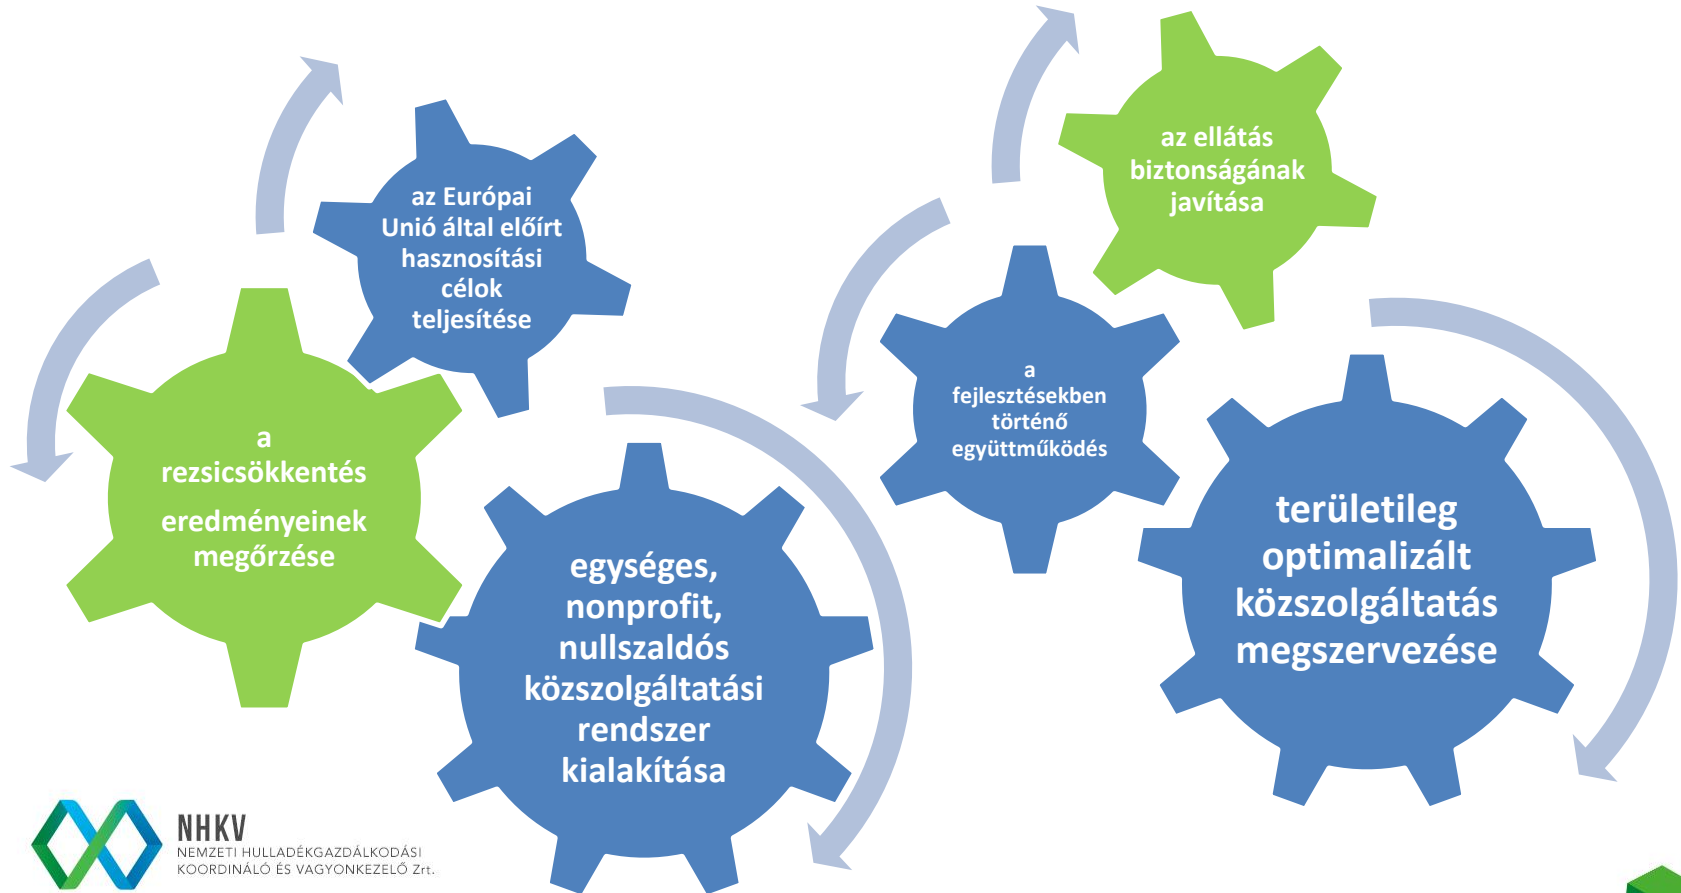 az Európai
Unió által előírt
hasznosítási
célok
teljesítése
a
rezsicsökkentés
eredményeinek
megőrzése
egységes,
nonprofit,
nullszaldós
közszolgáltatási
rendszer
kialakítása
az ellátás
biztonságának
javítása
a
fejlesztésekben
történő
együttműködés
területileg
optimalizált
közszolgáltatás
megszervezése
NHKV
NEMZETI HULLADÉKGAZDÁLKODÁSI
KOORDINÁLÓ ÉS VAGYONKEZELŐ Zrt.